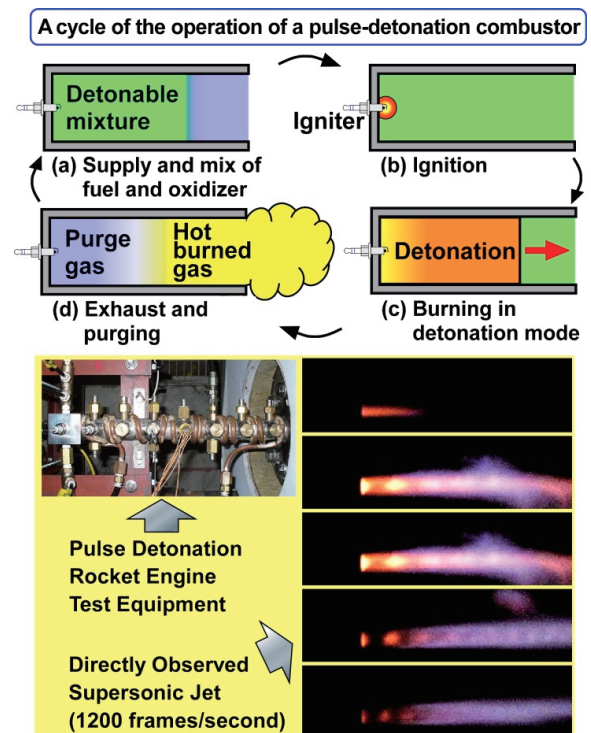 A cycle of the operation of a pulse-detonation combustor
Detonable
mixture
(a) Supply and mix of
fuel and oxidizer
Igniter
(b) Ignition
Purge
gas
Hot
burned
gas
(d) Exhaust and
purging
Detonation
(c) Burning in
detonation mode
Pulse Detonation
Rocket Engine
Test Equipment
Directly Observed
Supersonic Jet
(1200 frames/second)